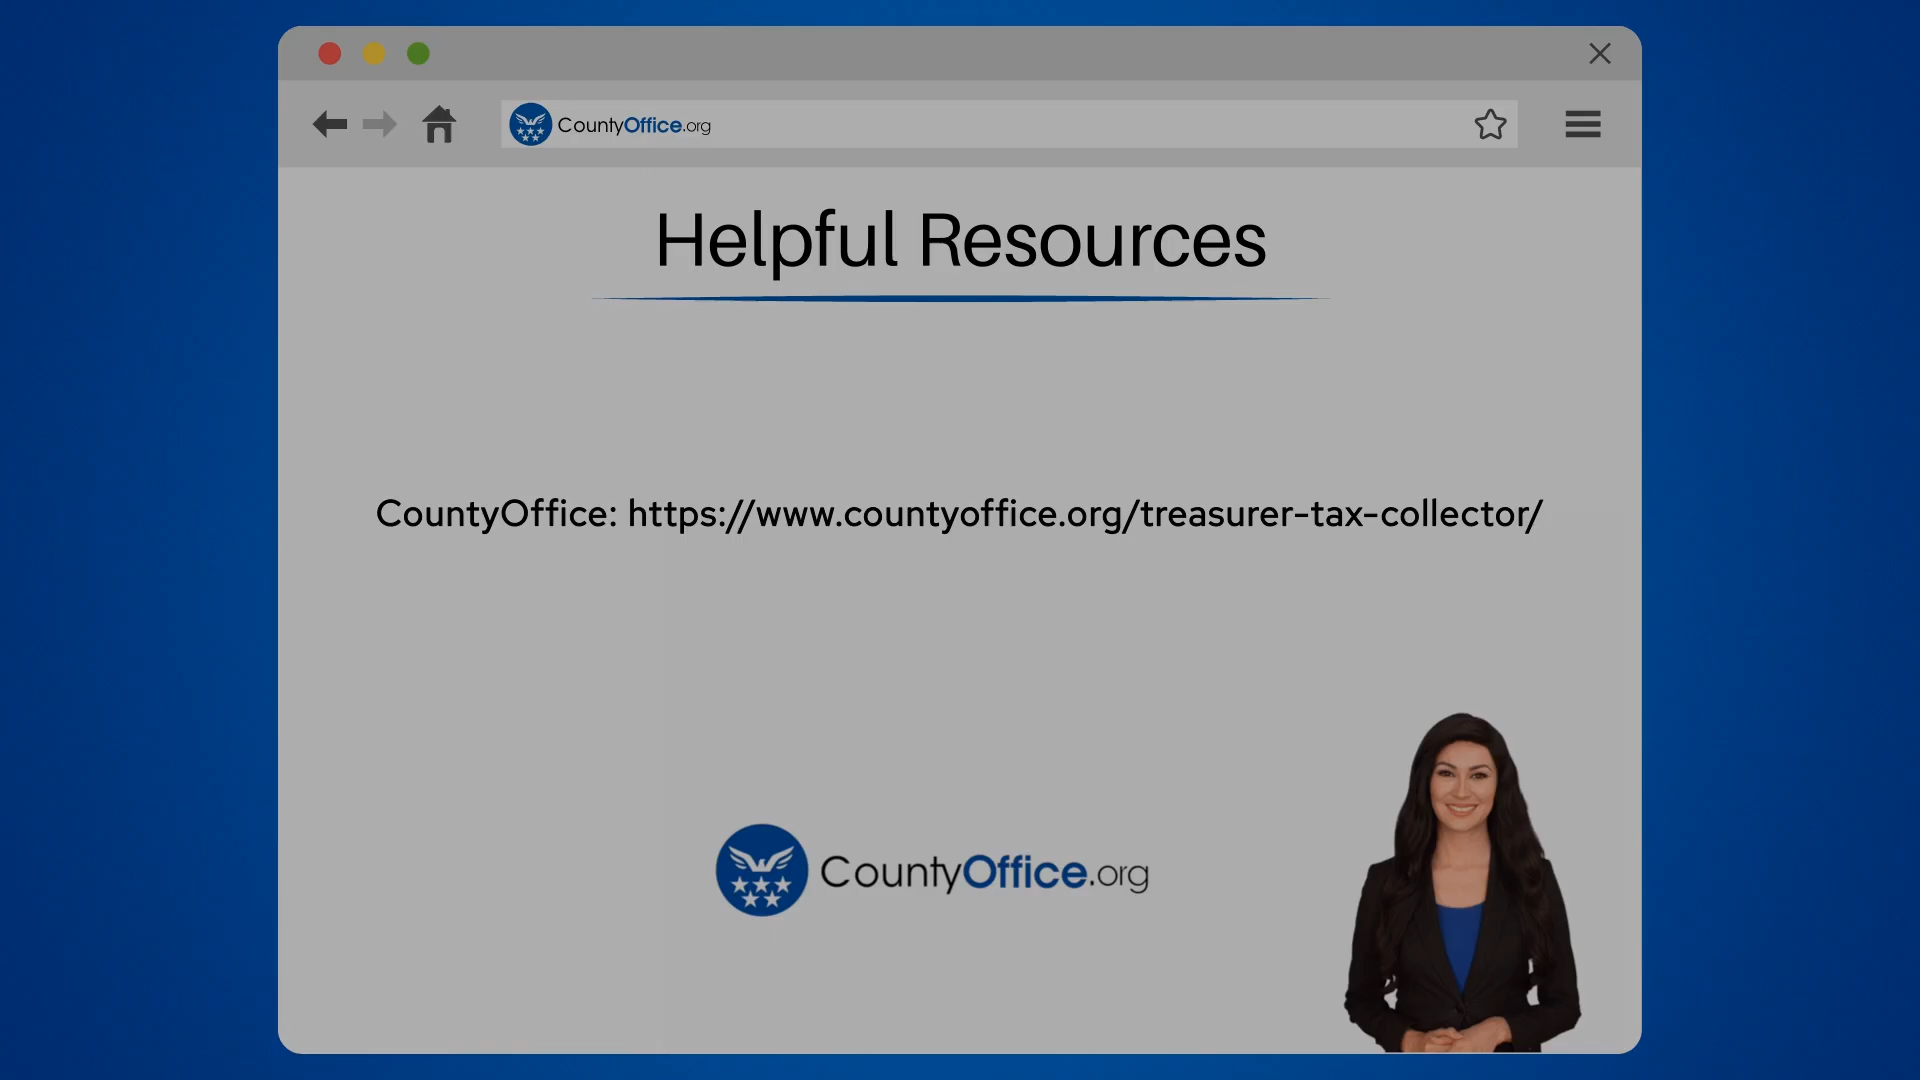 CountyOffice.org
Helpful Resources
CountyOffice: https://www.countyoffice.org/treasurer-tax-collector/
CountyOffice.org